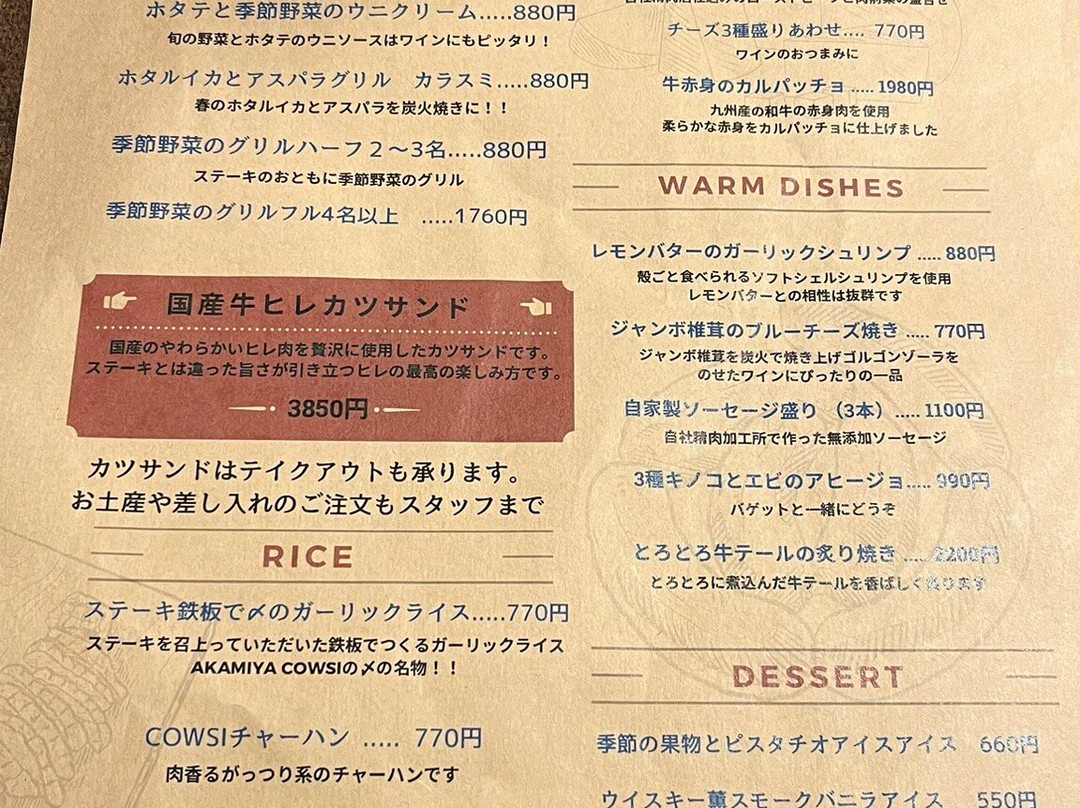 ホタテと季節野菜のウニクリーム.....880円
旬の野菜とホタテのウニソースはワインにもピッタリ！
ホタルイカとアスパラグリル　カラスミ.....880円
春のホタルイカとアスパラを炭火焼きに！！
季節野菜のグリルハーフ２～3名.....880円
ステーキのおともに季節野菜のグリル
季節野菜のグリルフル4名以上　.....1760円
国産牛ヒレカツサンド
国産のやわらかいヒレ肉を贅沢に使用したカツサンドです。
ステーキとは違った旨さが引き立つヒレの最高の楽しみ方です。
3850円
カツサンドはテイクアウトも承ります。
お土産や差し入れのご注文もスタッフまで
RICE
ステーキ鉄板で〆のガーリックライス.....770円
ステーキを召上っていただいた鉄板でつくるガーリックライス
AKAMIYA COWSIの〆の名物！！
COWSIチャーハン ..... 770円
肉香るがっつり系のチャーハンです
チーズ3種盛りあわせ.... 770円
ワインのおつまみに
牛赤身のカルパッチョ ..... 1980円
九州産の和牛の赤身肉を使用
柔らかな赤身をカルパッチョに仕上げました
WARM DISHES
レモンバターのガーリックシュリンプ ..... 880円
殻ごと食べられるソフトシェルシュリンプを使用
レモンバターとの相性は抜群です
ジャンボ椎茸のブルーチーズ焼き ..... 770円
ジャンボ椎茸を炭火で焼き上げゴルゴンゾーラを
のせたワインにぴったりの一品
自家製ソーセージ盛り （3本）..... 1100円
自社精肉加工所で作った無添加ソーセージ
3種キノコとエビのアヒージョ..... 990円
バゲットと一緒にどうぞ
とろとろ牛テールの炙り焼き .... 2200円
とろとろに煮込んだ牛テールを香ばしく炙ります
DESSERT
季節の果物とピスタチオアイスアイス　660円
ウイスキー薫スモークバニラアイス　550円